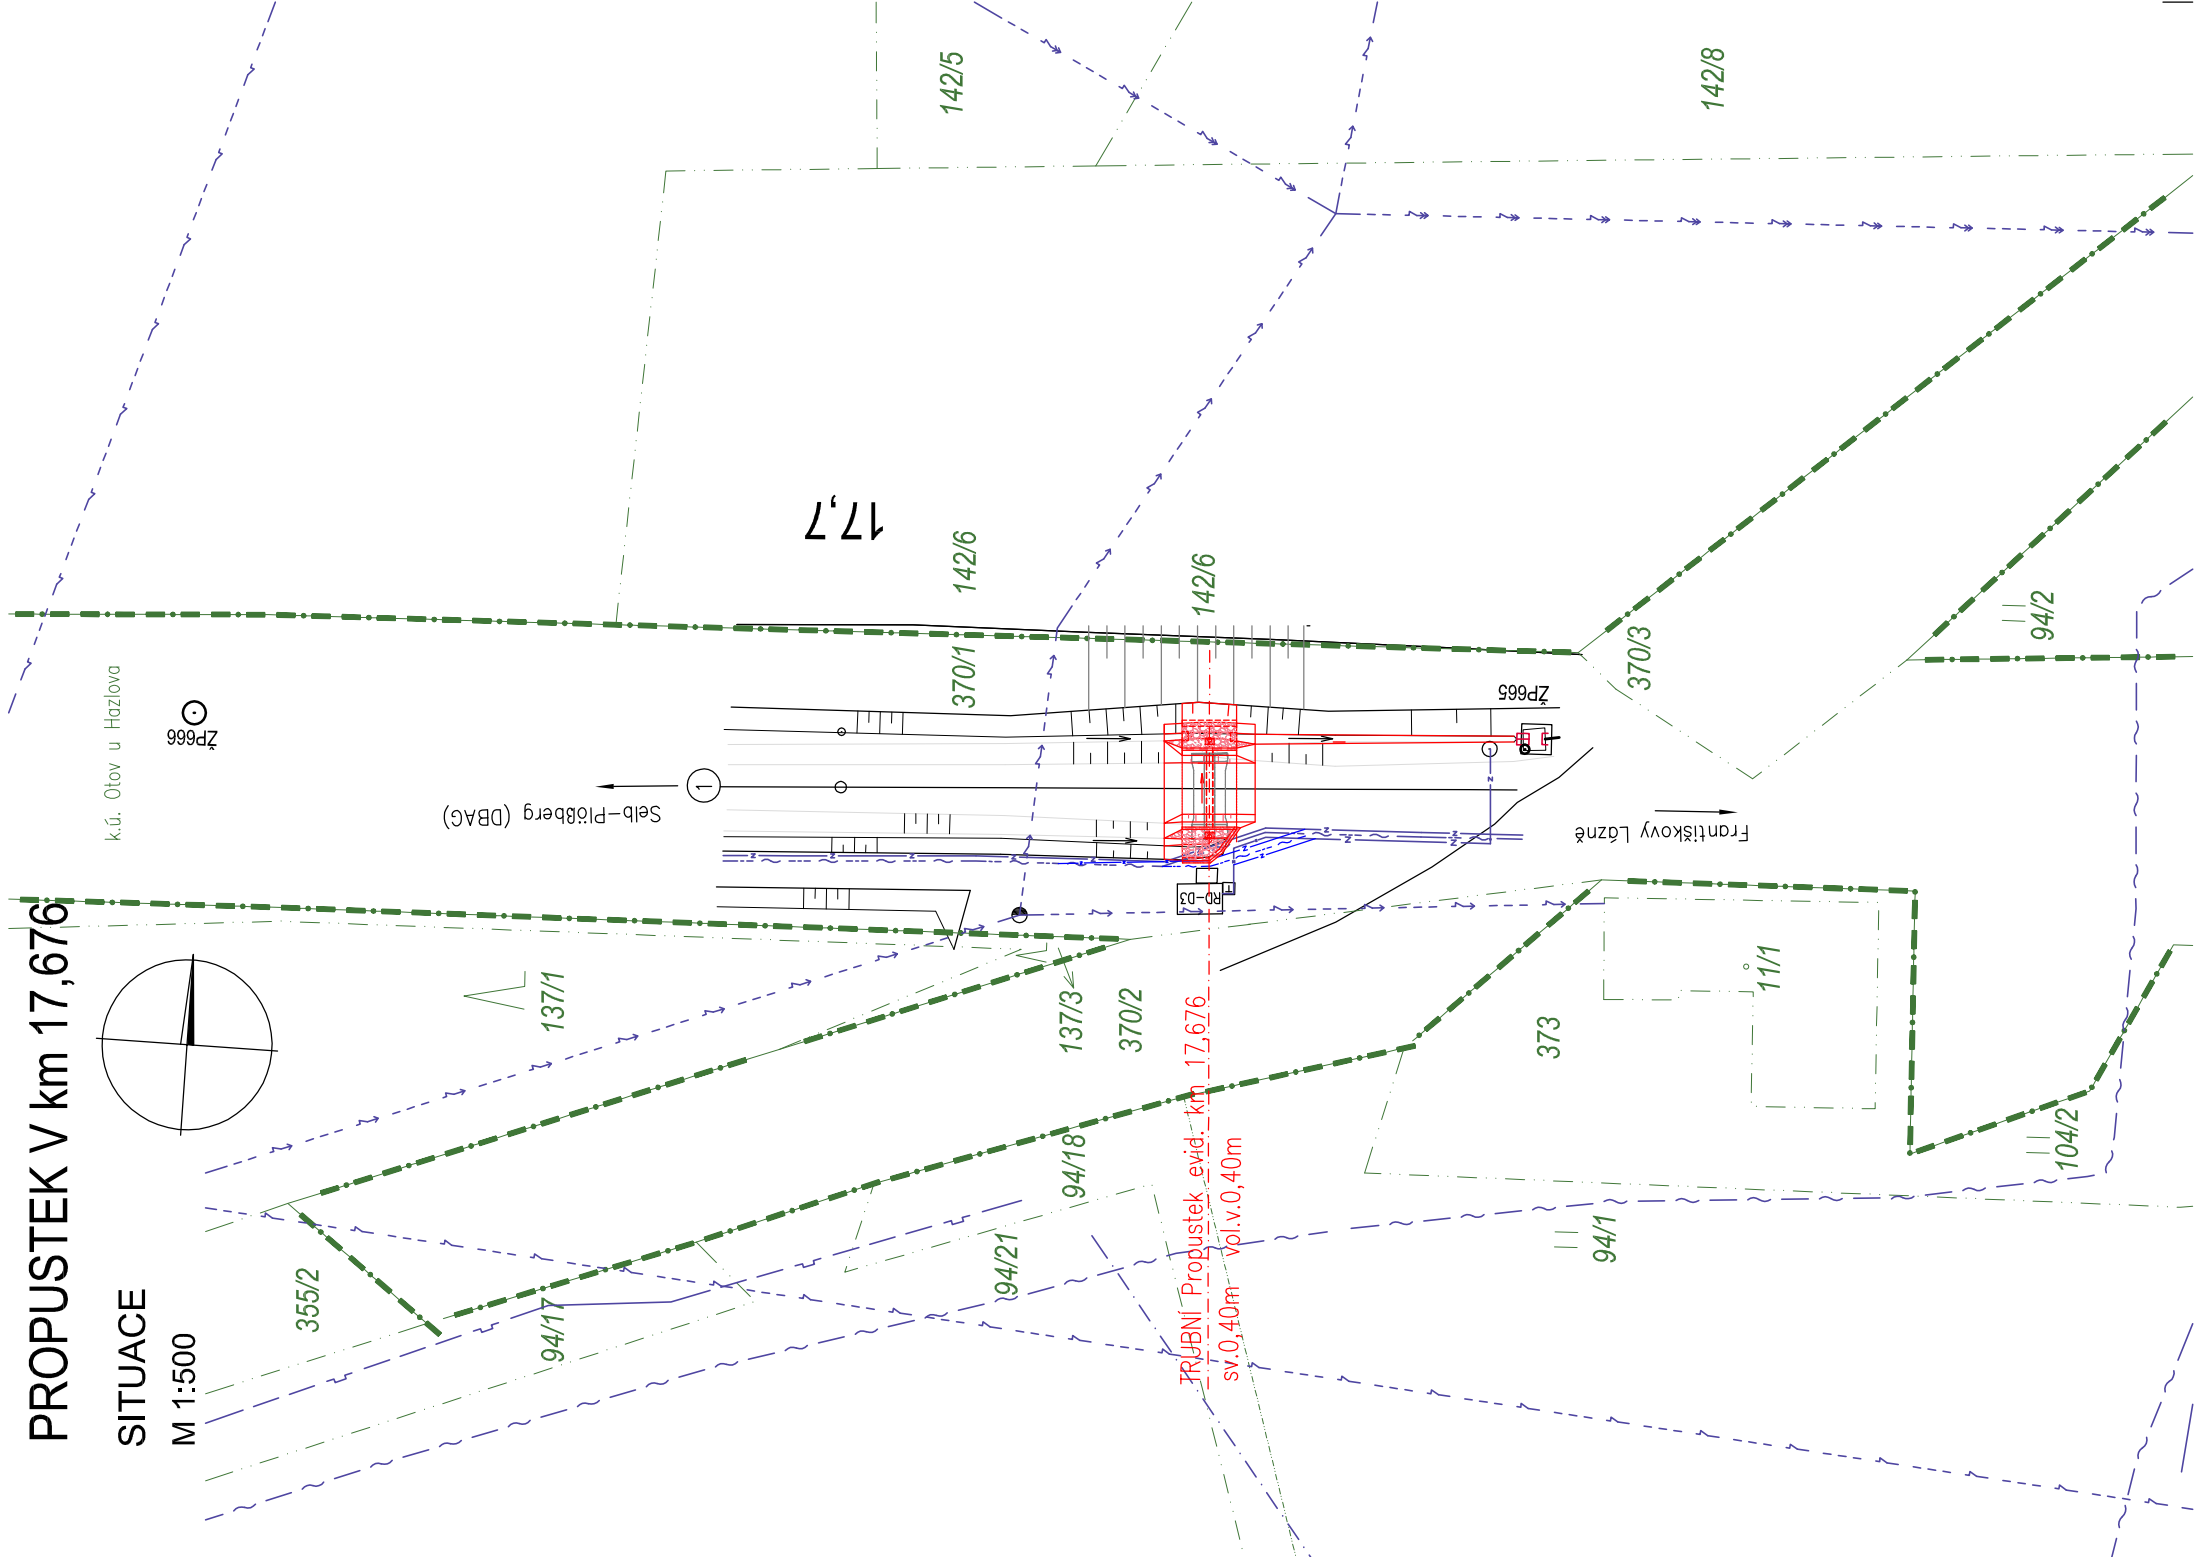 PROPUSTEK V km 17,676
SITUACE
M 1:500
k.ú. Otov u Hazlova
ŽP666
Selb-Plößberg (DBAG)
1
17,7
142/5
142/8
142/6
142/6
370/1
370/3
94/2
ŽP665
Františkovy Lázně
RD-D3
137/1
137/3
370/2
373
11/1
104/2
94/1
94/18
94/21
94/17
355/2
TRUBNÍ Propustek evid. km 17,676
sv.0,40m vol.v.0,40m